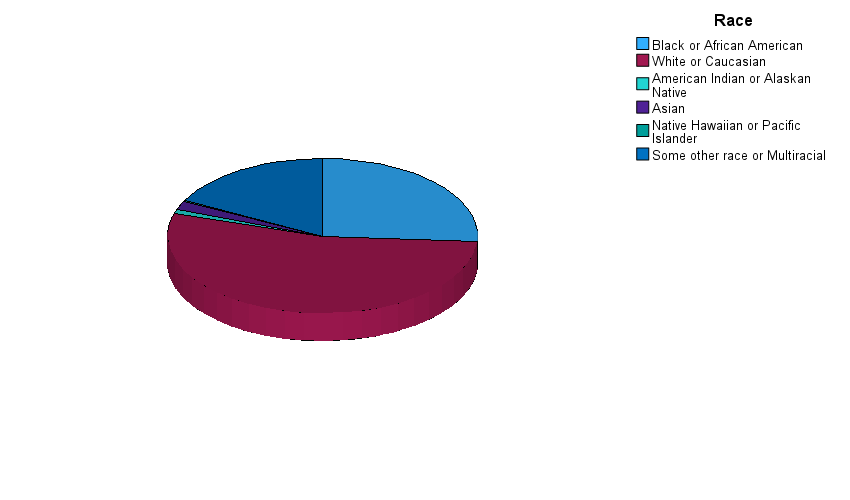 Race
Black or African American
White or Caucasian
American Indian or Alaskan
Native
Asian
Native Hawaiian or Pacific
Islander
Some other race or Multiracial